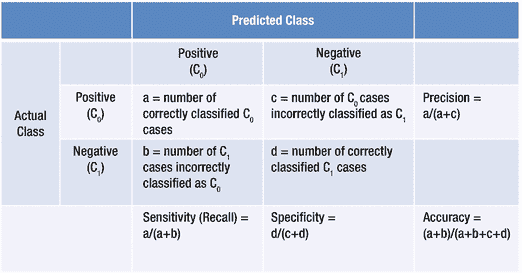 Predicted Class
Positive
(C₀)
Negative
(C₁)
Actual
Class
Positive
(C₀)
a = number of
correctly classified C₀
cases
c = number of C₀ cases
incorrectly classified as C₁
Precision =
a/(a+c)
Negative
(C₁)
b = number of C₁
cases incorrectly
classified as C₀
d = number of correctly
classified C₁ cases
Sensitivity (Recall) =
a/(a+b)
Specificity =
d/(c+d)
Accuracy =
(a+b)/(a+b+c+d)